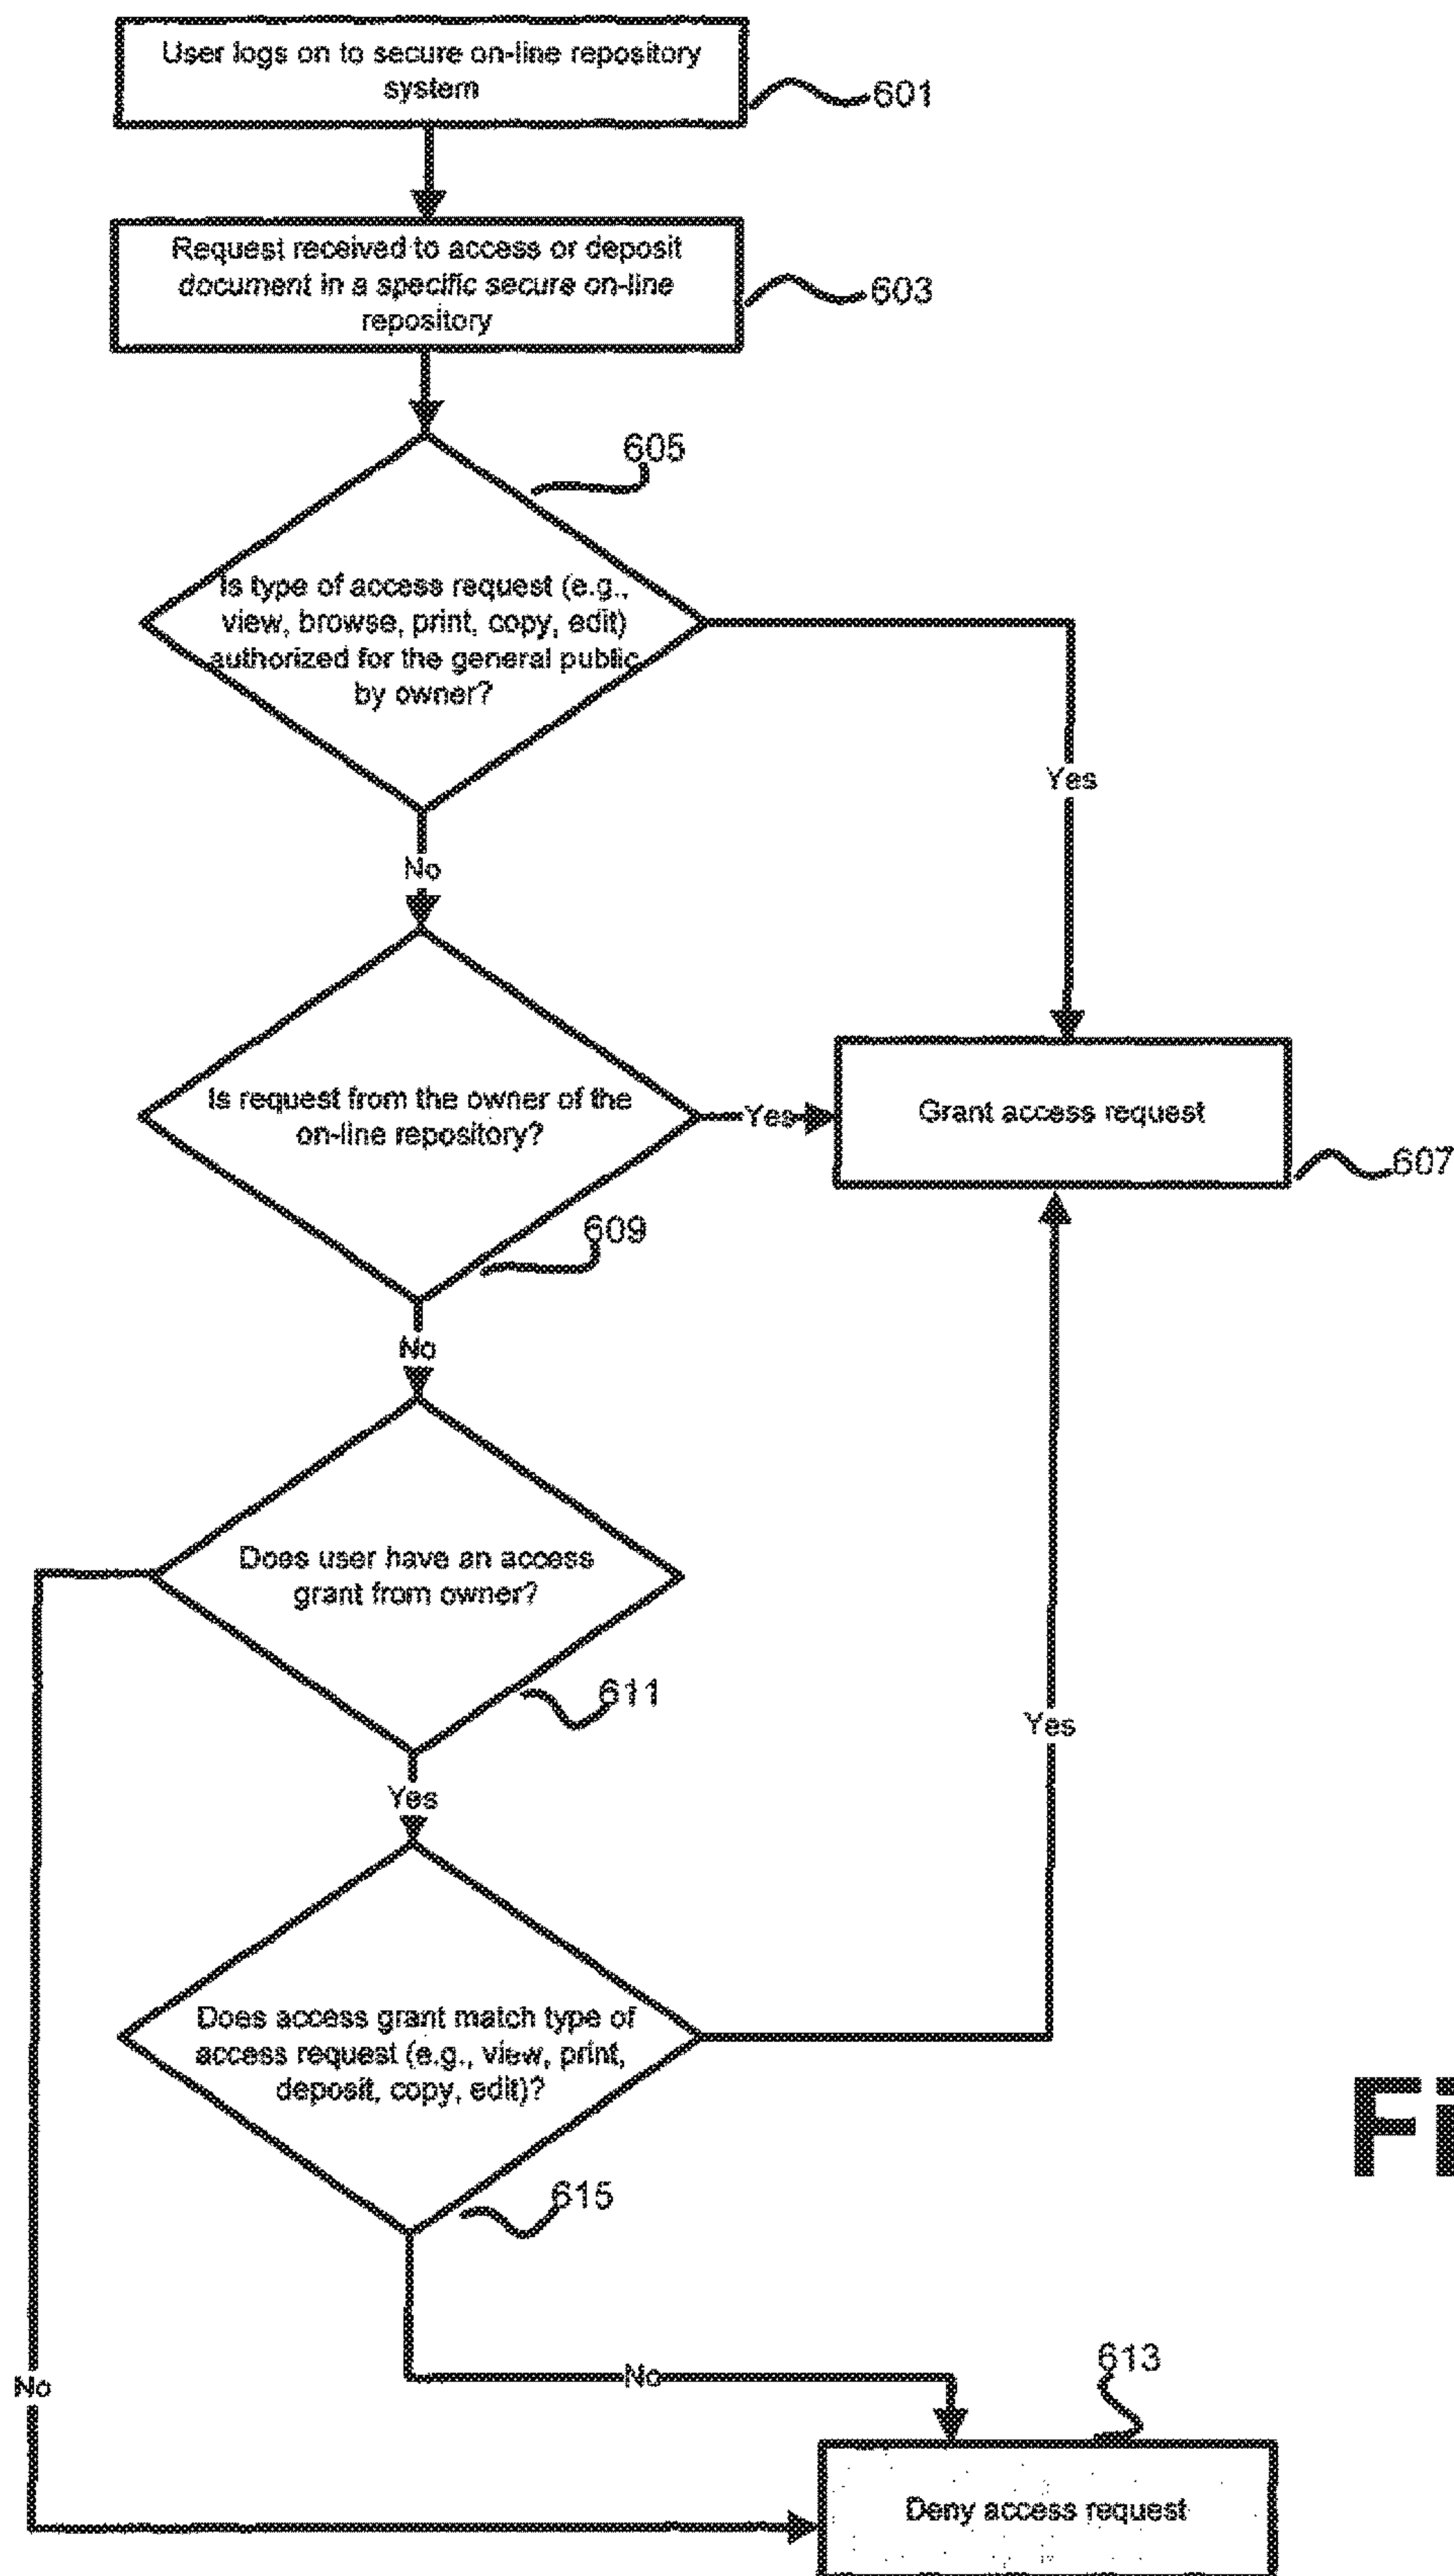 User logs on to secure on-line repository
system
601
Request received to access or deposit
document in a specific secure on-line
repository
603
605
Is type of access request (e.g.,
view, browse, print, copy, edit)
authorized for the general public
by owner?
Yes
No
Is request from the owner of the
on-line repository?
Yes
Grant access request
607
609
No
Does user have an access
grant from owner?
611
Yes
Yes
Does access grant match type of
access request (e.g., view, print,
deposit, copy, edit)?
Fi
615
613
No
No
Deny access request